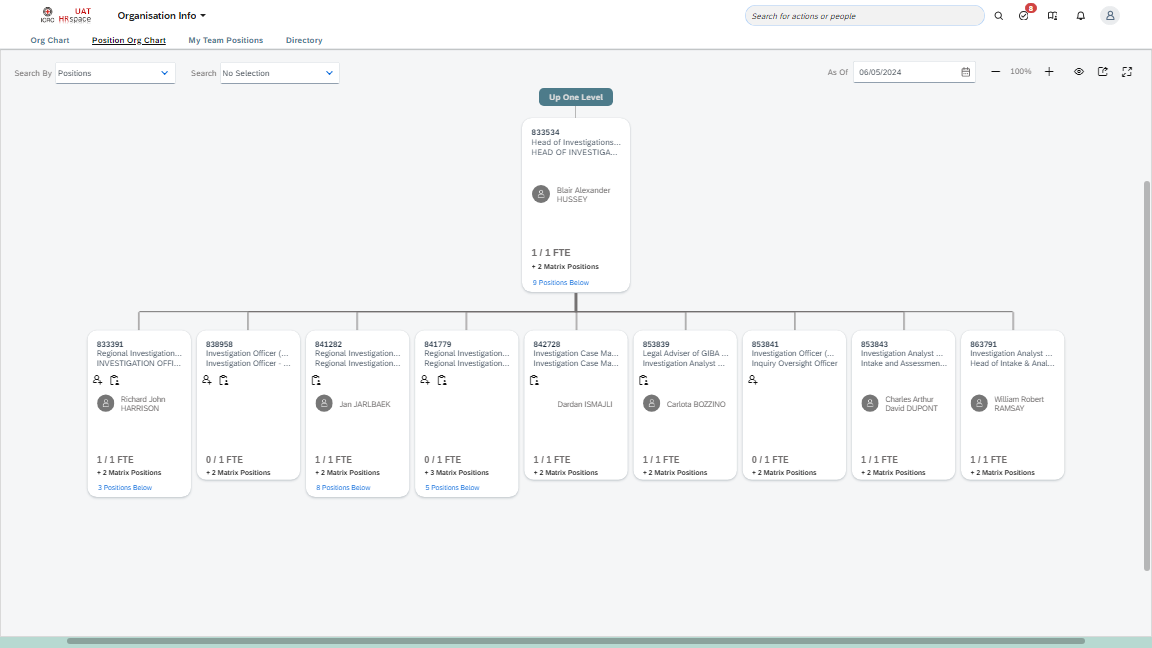 ICRC UAT
HRspace
Organisation Info
Search for actions or people
8
Org Chart Position Org Chart My Team Positions Directory
Search By Positions Search No Selection As Of 06/05/2024 100%
Up One Level
833534
Head of Investigations...
HEAD OF INVESTIGA...
Blair Alexander
HUSSEY
1 / 1 FTE
+ 2 Matrix Positions
9 Positions Below
833391
Regional Investigation...
INVESTIGATION OFFI...
Richard John
HARRISON
1 / 1 FTE
+ 2 Matrix Positions
3 Positions Below
838958
Investigation Officer (...
Investigation Officer - ...
0 / 1 FTE
+ 2 Matrix Positions
841282
Regional Investigation...
Regional Investigation...
Jan JARLBAEK
1 / 1 FTE
+ 2 Matrix Positions
8 Positions Below
841779
Regional Investigation...
Regional Investigation...
0 / 1 FTE
+ 3 Matrix Positions
5 Positions Below
842728
Investigation Case Ma...
Investigation Case Ma...
Dardan ISMAJLI
1 / 1 FTE
+ 2 Matrix Positions
853839
Legal Adviser of GIBA ...
Investigation Analyst ...
Carlota BOZZINO
1 / 1 FTE
+ 2 Matrix Positions
853841
Investigation Officer (...
Inquiry Oversight Officer
0 / 1 FTE
+ 2 Matrix Positions
853843
Investigation Analyst ...
Intake and Assessmen...
Charles Arthur
David DUPONT
1 / 1 FTE
+ 2 Matrix Positions
863791
Investigation Analyst ...
Head of Intake & Anal...
William Robert
RAMSAY
1 / 1 FTE
+ 2 Matrix Positions